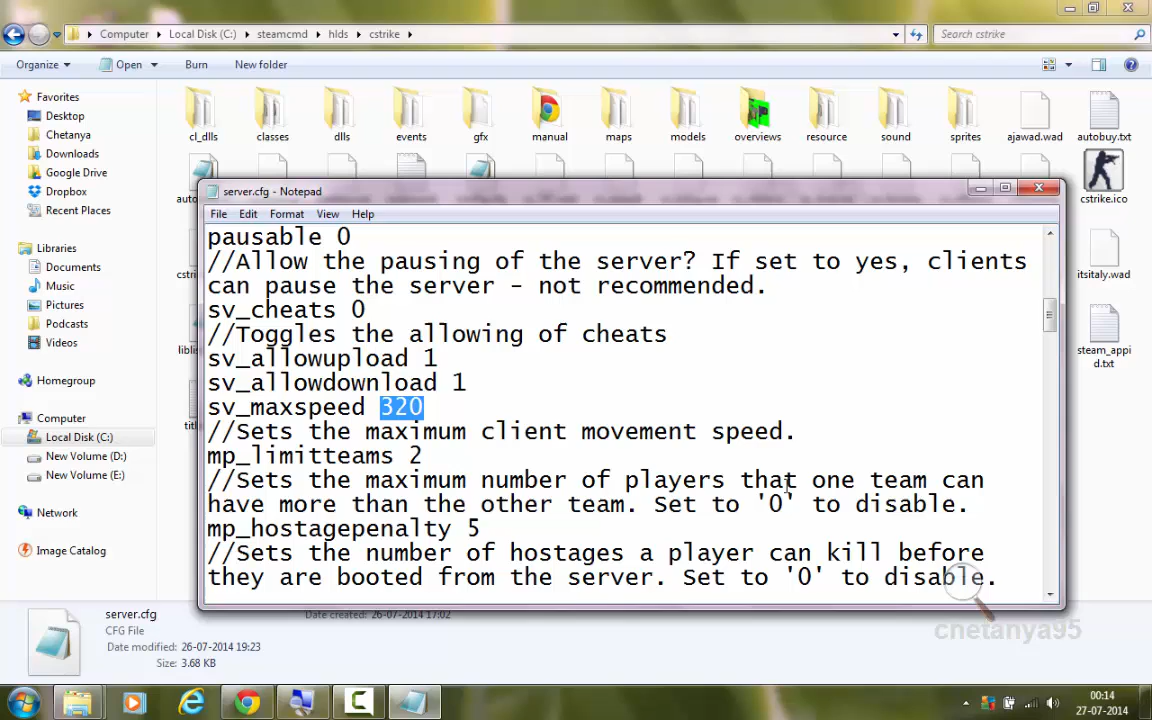 Computer Local Disk (C:) steamcmd hlds cstrike
Search cstrike
Organize Open Burn New folder
Favorites
Desktop
Chetanya
Downloads
Google Drive
Dropbox
Recent Places
Libraries
Documents
Music
Pictures
Podcasts
Videos
Homegroup
Computer
Local Disk (C:)
New Volume (D:)
New Volume (E:)
Network
Image Catalog
cl_dlls classes dlls events gfx manual maps models overviews resource sound sprites ajawad.wad autobuy.txt
cstrike.ico
itsitaly.wad
steam_appi
d.txt
server.cfg - Notepad
File Edit Format View Help
pausable 0
//Allow the pausing of the server? If set to yes, clients
can pause the server - not recommended.
sv_cheats 0
//Toggles the allowing of cheats
sv_allowupload 1
sv_allowdownload 1
sv_maxspeed 320
//Sets the maximum client movement speed.
mp_limitteams 2
//Sets the maximum number of players that one team can
have more than the other team. Set to '0' to disable.
mp_hostagepenalty 5
//Sets the number of hostages a player can kill before
they are booted from the server. Set to '0' to disable.
server.cfg Date created: 26-07-2014 17:02
CFG File
Date modified: 26-07-2014 19:23
Size: 3.68 KB
cnetanya95
00:14
27-07-2014